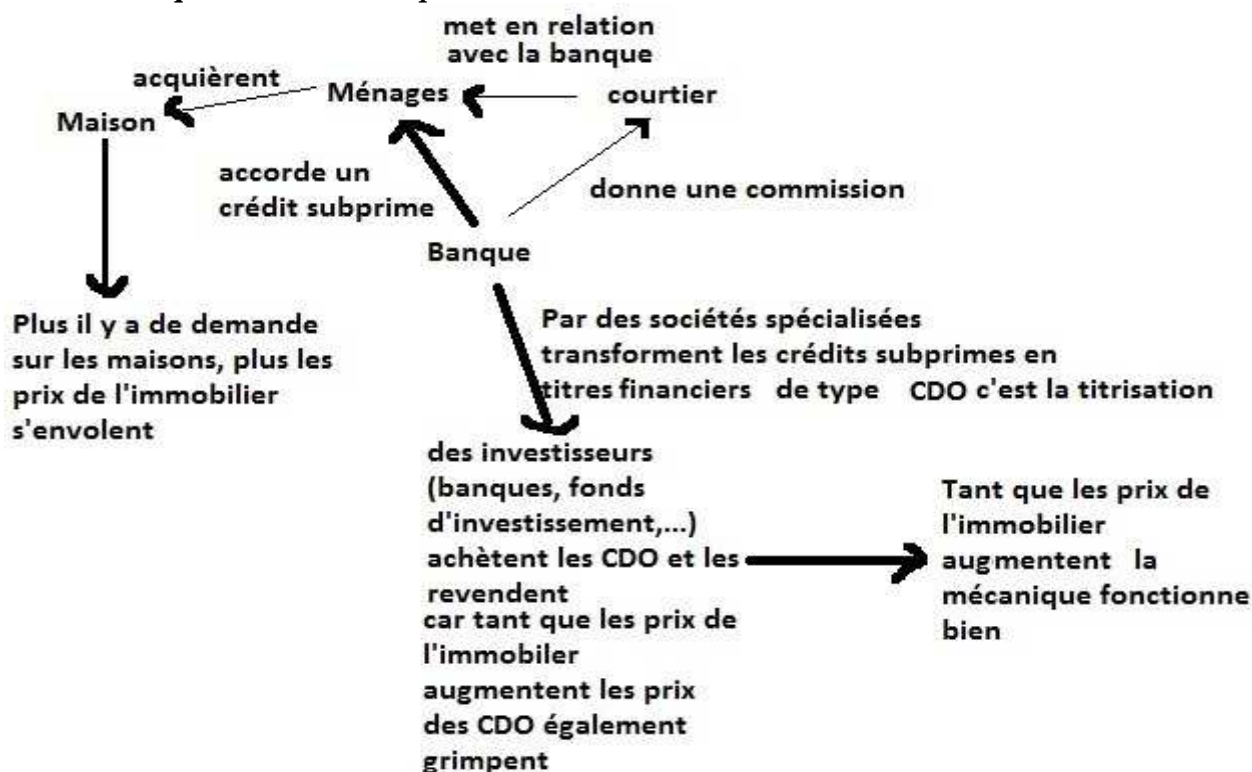 met en relation
avec la banque
acquièrent
Ménages
courtier
Maison
accorde un
crédit subprime
donne une commission
Banque
Plus il y a de demande
sur les maisons, plus les
prix de l'immobilier
s'envolent
Par des sociétés spécialisées
transforment les crédits subprimes en
titres financiers de type CDO c'est la titrisation
des investisseurs
(banques, fonds
d'investissement,...)
achètent les CDO et les
revendent
car tant que les prix de
l'immobiler
augmentent les prix
des CDO également
grimpent
Tant que les prix de
l'immobilier
augmentent la
mécanique fonctionne
bien